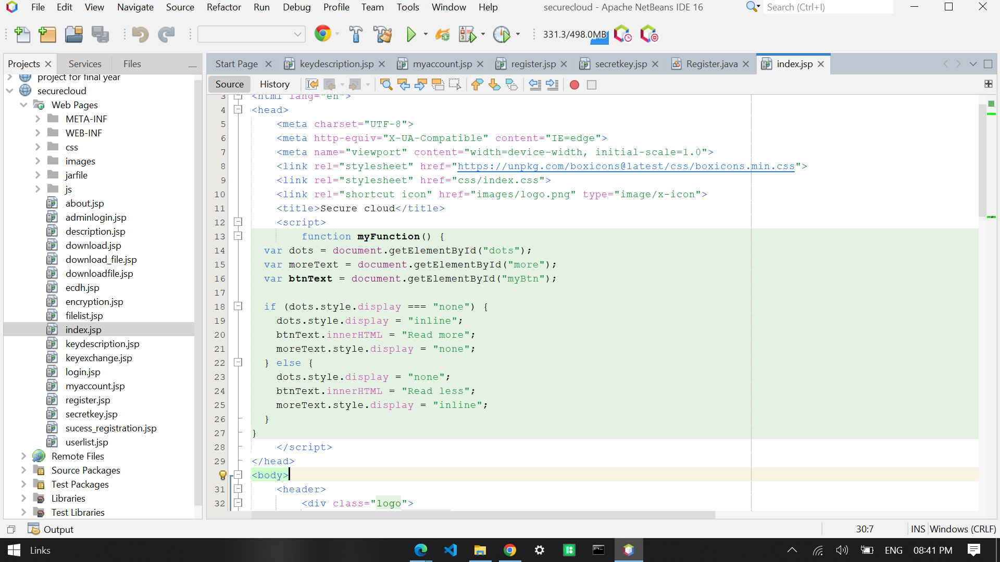 File Edit View Navigate Source Refactor Run Debug Profile Team Tools Window Help
securecloud - Apache NetBeans IDE 16
Search (Ctrl+I)
331.3/498.0MB
Projects Services Files
project for final year
securecloud
Web Pages
META-INF
WEB-INF
css
images
jarfile
js
about.jsp
adminlogin.jsp
description.jsp
download.jsp
download_file.jsp
downloadfile.jsp
ecdh.jsp
encryption.jsp
filelist.jsp
index.jsp
keydescription.jsp
keyexchange.jsp
login.jsp
myaccount.jsp
register.jsp
secretkey.jsp
sucess_registration.jsp
userlist.jsp
Remote Files
Source Packages
Test Packages
Libraries
Test Libraries
Start Page keydescription.jsp myaccount.jsp register.jsp secretkey.jsp Register.java index.jsp
Source History
3 <html lang="en">
4 <head>
5 <meta charset="UTF-8">
6 <meta http-equiv="X-UA-Compatible" content="IE=edge">
7 <meta name="viewport" content="width=device-width, initial-scale=1.0">
8 <link rel="stylesheet" href="https://unpkg.com/boxicons@latest/css/boxicons.min.css">
9 <link rel="stylesheet" href="css/index.css">
10 <link rel="shortcut icon" href="images/logo.png" type="image/x-icon">
11 <title>Secure cloud</title>
12 <script>
13 function myFunction() {
14 var dots = document.getElementById("dots");
15 var moreText = document.getElementById("more");
16 var btnText = document.getElementById("myBtn");
17
18 if (dots.style.display === "none") {
19 dots.style.display = "inline";
20 btnText.innerHTML = "Read more";
21 moreText.style.display = "none";
22 } else {
23 dots.style.display = "none";
24 btnText.innerHTML = "Read less";
25 moreText.style.display = "inline";
26 }
27 }
28 </script>
29 </head>
<body>
31 <header>
32 <div class="logo">
Output
30:7 INS Windows (CRLF)
Links
ENG 08:41 PM